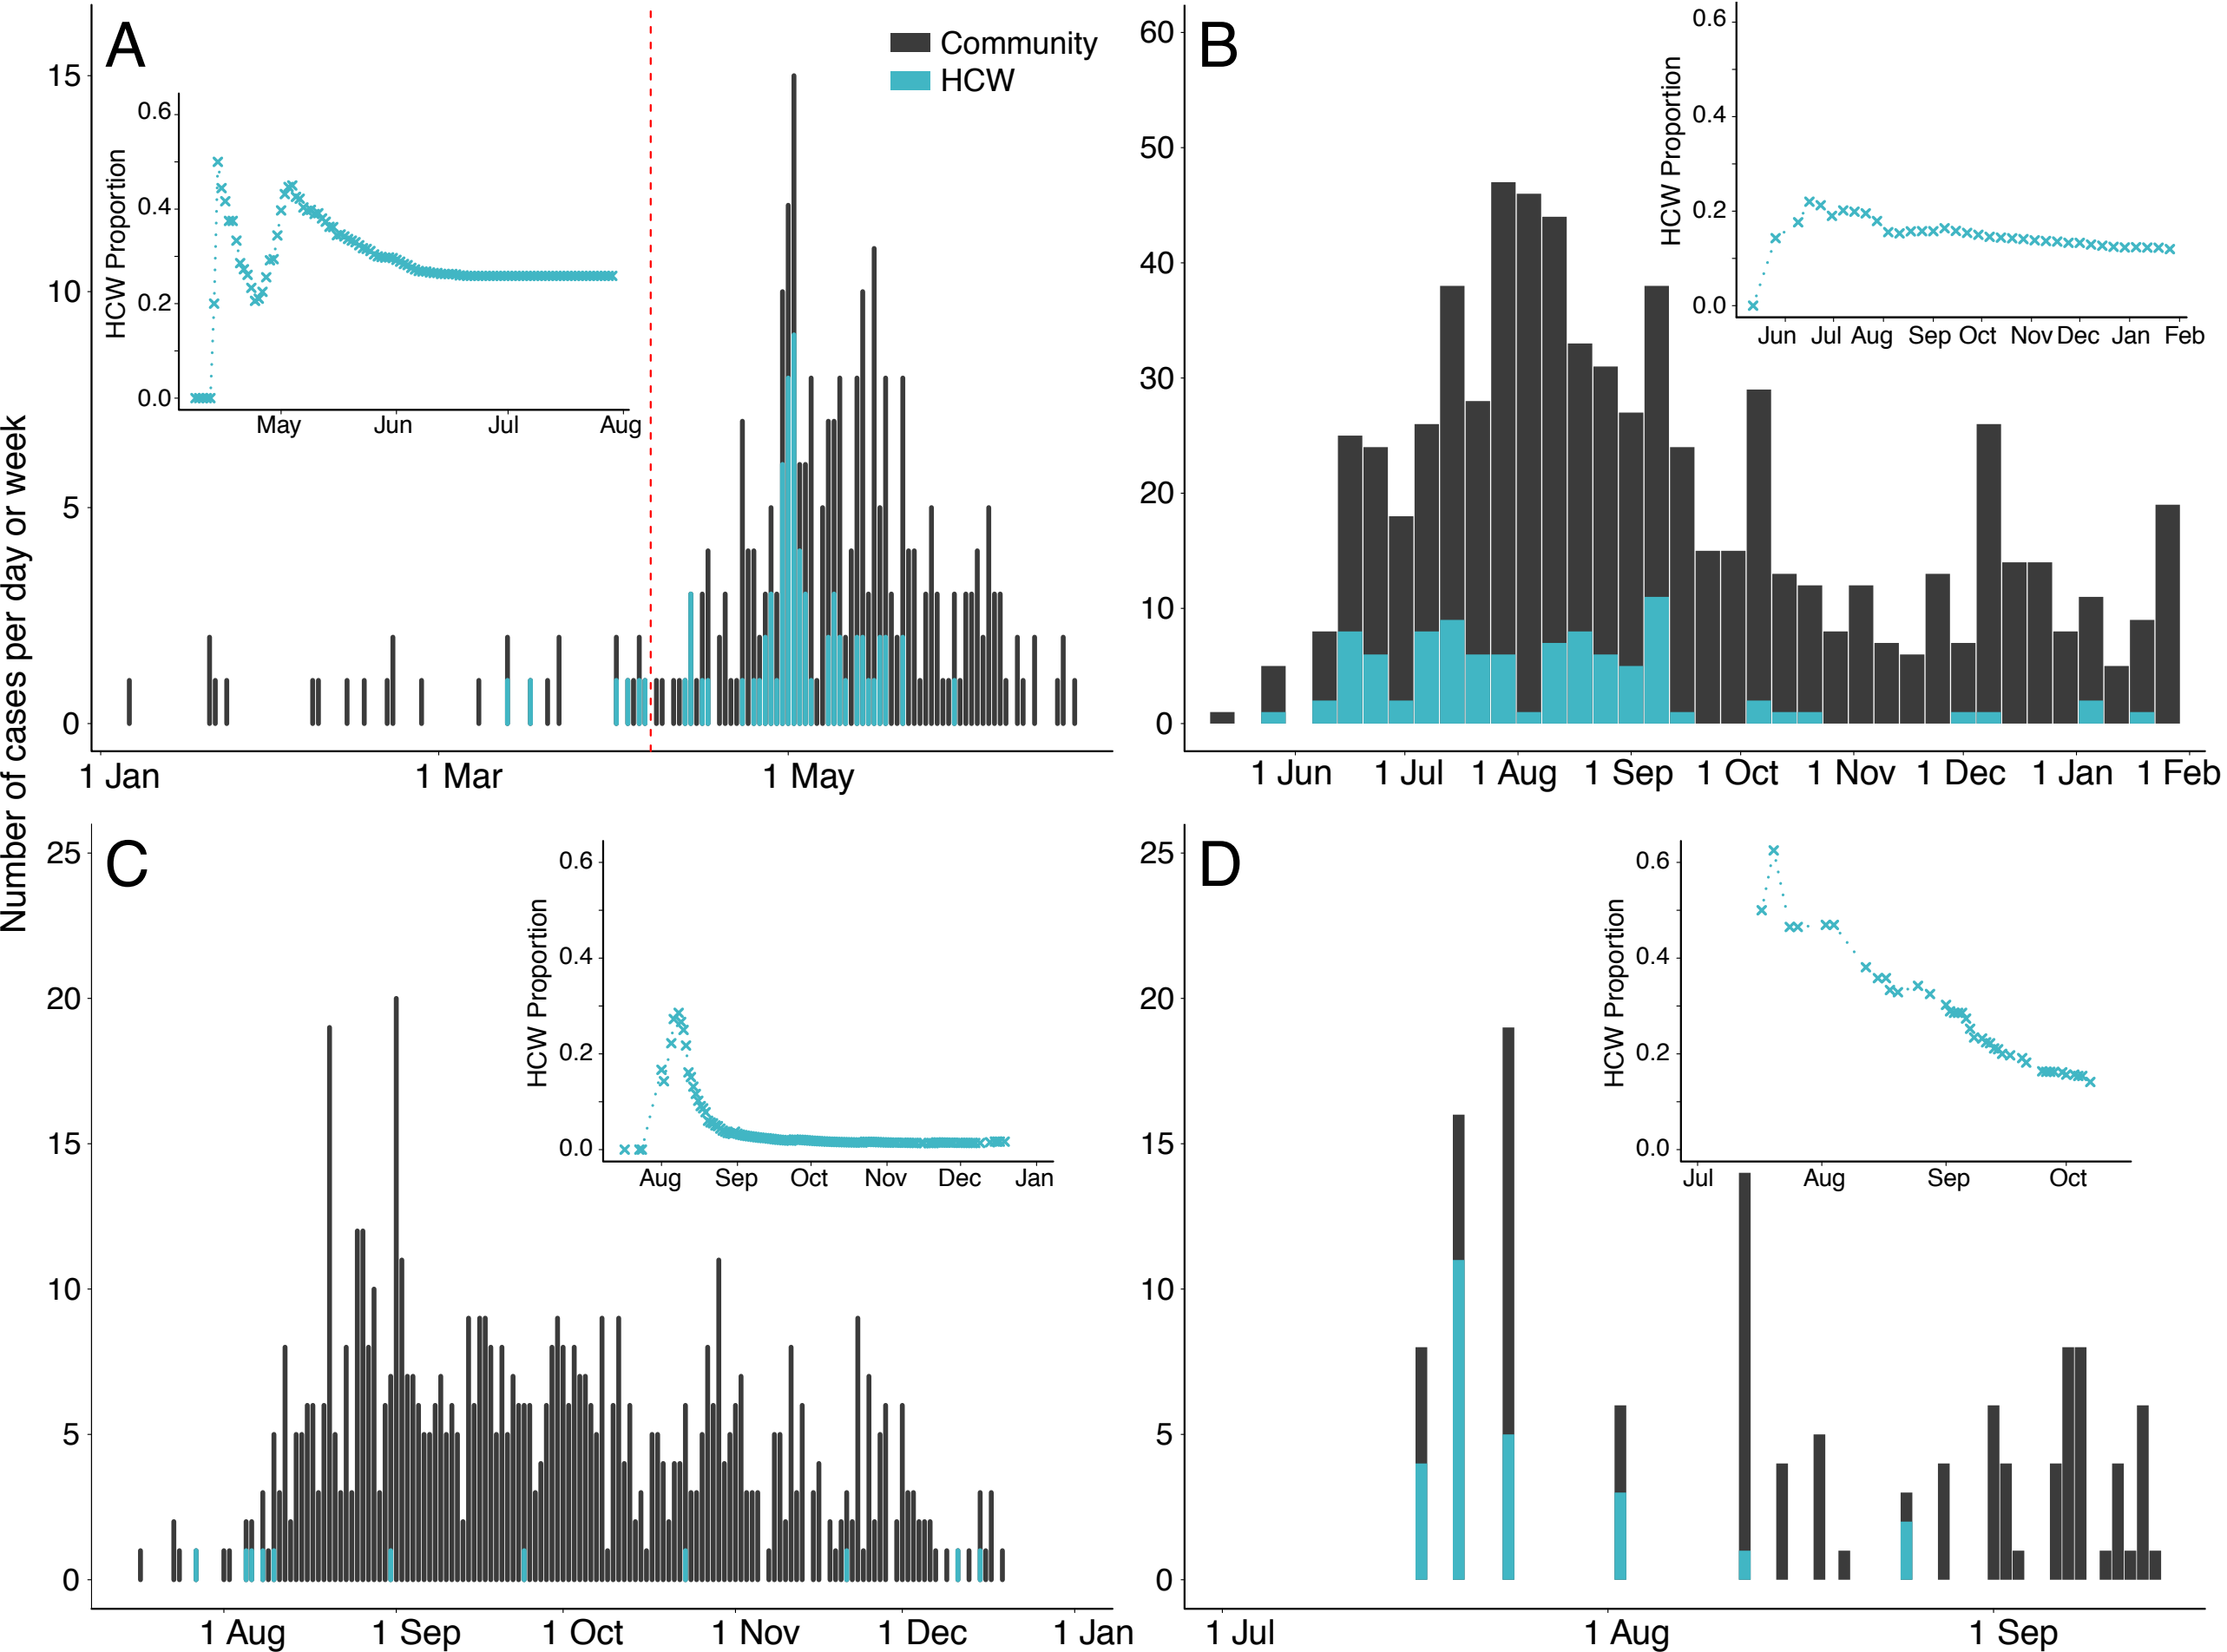 Number of cases per day or week
A
Community
HCW
15
10
5
0
1 Jan
1 Mar
1 May
HCW Proportion
0.6
0.4
0.2
0.0
May
Jun
Jul
Aug
B
60
50
40
30
20
10
0
1 Jun
1 Jul
1 Aug
1 Sep
1 Oct
1 Nov
1 Dec
1 Jan
1 Feb
HCW Proportion
0.6
0.4
0.2
0.0
Jun
Jul
Aug
Sep
Oct
Nov
Dec
Jan
Feb
C
25
20
15
10
5
0
1 Aug
1 Sep
1 Oct
1 Nov
1 Dec
1 Jan
HCW Proportion
0.6
0.4
0.2
0.0
Aug
Sep
Oct
Nov
Dec
Jan
D
25
20
15
10
5
0
1 Jul
1 Aug
1 Sep
HCW Proportion
0.6
0.4
0.2
0.0
Jul
Aug
Sep
Oct